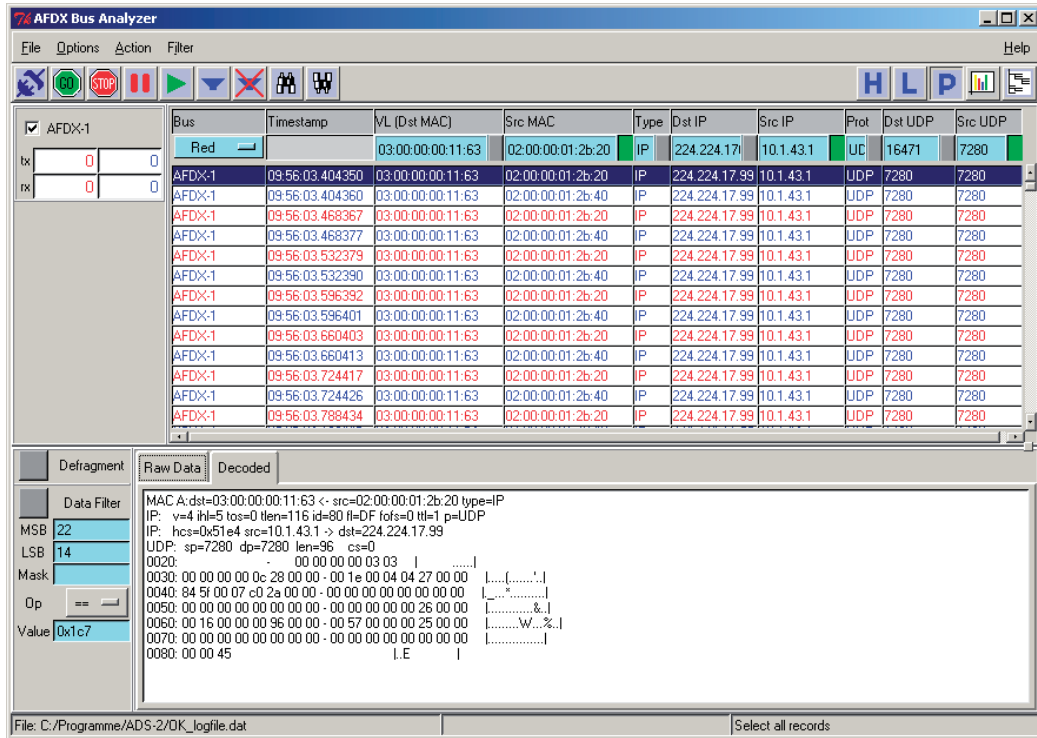 AFDX Bus Analyzer
File Options Action Filter Help
GO STOP H L P
AFDX-1
tx 0 0
rx 0 0
Bus Timestamp VL (Dst MAC) Src MAC Type Dst IP Src IP Prot Dst UDP Src UDP
Red 03:00:00:00:11:63 02:00:00:01:2b:20 IP 224.224.17 10.1.43.1 UD 16471 7280
AFDX-1 09:56:03.404350 03:00:00:00:11:63 02:00:00:01:2b:20 IP 224.224.17.99 10.1.43.1 UDP 7280 7280
AFDX-1 09:56:03.404360 03:00:00:00:11:63 02:00:00:01:2b:40 IP 224.224.17.99 10.1.43.1 UDP 7280 7280
AFDX-1 09:56:03.468367 03:00:00:00:11:63 02:00:00:01:2b:20 IP 224.224.17.99 10.1.43.1 UDP 7280 7280
AFDX-1 09:56:03.468377 03:00:00:00:11:63 02:00:00:01:2b:40 IP 224.224.17.99 10.1.43.1 UDP 7280 7280
AFDX-1 09:56:03.532379 03:00:00:00:11:63 02:00:00:01:2b:20 IP 224.224.17.99 10.1.43.1 UDP 7280 7280
AFDX-1 09:56:03.532390 03:00:00:00:11:63 02:00:00:01:2b:40 IP 224.224.17.99 10.1.43.1 UDP 7280 7280
AFDX-1 09:56:03.596392 03:00:00:00:11:63 02:00:00:01:2b:20 IP 224.224.17.99 10.1.43.1 UDP 7280 7280
AFDX-1 09:56:03.596401 03:00:00:00:11:63 02:00:00:01:2b:40 IP 224.224.17.99 10.1.43.1 UDP 7280 7280
AFDX-1 09:56:03.660403 03:00:00:00:11:63 02:00:00:01:2b:20 IP 224.224.17.99 10.1.43.1 UDP 7280 7280
AFDX-1 09:56:03.660413 03:00:00:00:11:63 02:00:00:01:2b:40 IP 224.224.17.99 10.1.43.1 UDP 7280 7280
AFDX-1 09:56:03.724417 03:00:00:00:11:63 02:00:00:01:2b:20 IP 224.224.17.99 10.1.43.1 UDP 7280 7280
AFDX-1 09:56:03.724426 03:00:00:00:11:63 02:00:00:01:2b:40 IP 224.224.17.99 10.1.43.1 UDP 7280 7280
AFDX-1 09:56:03.788434 03:00:00:00:11:63 02:00:00:01:2b:20 IP 224.224.17.99 10.1.43.1 UDP 7280 7280
Defragment
Data Filter
MSB 22
LSB 14
Mask
Op ==
Value 0x1c7
Raw Data Decoded
MAC A:dst=03:00:00:00:11:63 <- src=02:00:00:01:2b:20 type=IP
IP: v=4 ihl=5 tos=0 tlen=116 id=80 fl=DF fofs=0 ttl=1 p=UDP
IP: hcs=0x51e4 src=10.1.43.1 -> dst=224.224.17.99
UDP: sp=7280 dp=7280 len=96 cs=0
0020: - 00 00 00 00 03 03 | ......|
0030: 00 00 00 00 0c 28 00 00 - 00 1e 00 04 04 27 00 00 |.....(.......'..|
0040: 84 5f 00 07 c0 2a 00 00 - 00 00 00 00 00 00 00 00 |._...*..........|
0050: 00 00 00 00 00 00 00 00 - 00 00 00 00 00 26 00 00 |.............&..|
0060: 00 16 00 00 00 96 00 00 - 00 57 00 00 00 25 00 00 |.........W...%..|
0070: 00 00 00 00 00 00 00 00 - 00 00 00 00 00 00 00 00 |................|
0080: 00 00 45 |..E |
File: C:/Programme/ADS-2/OK_logfile.dat
Select all records